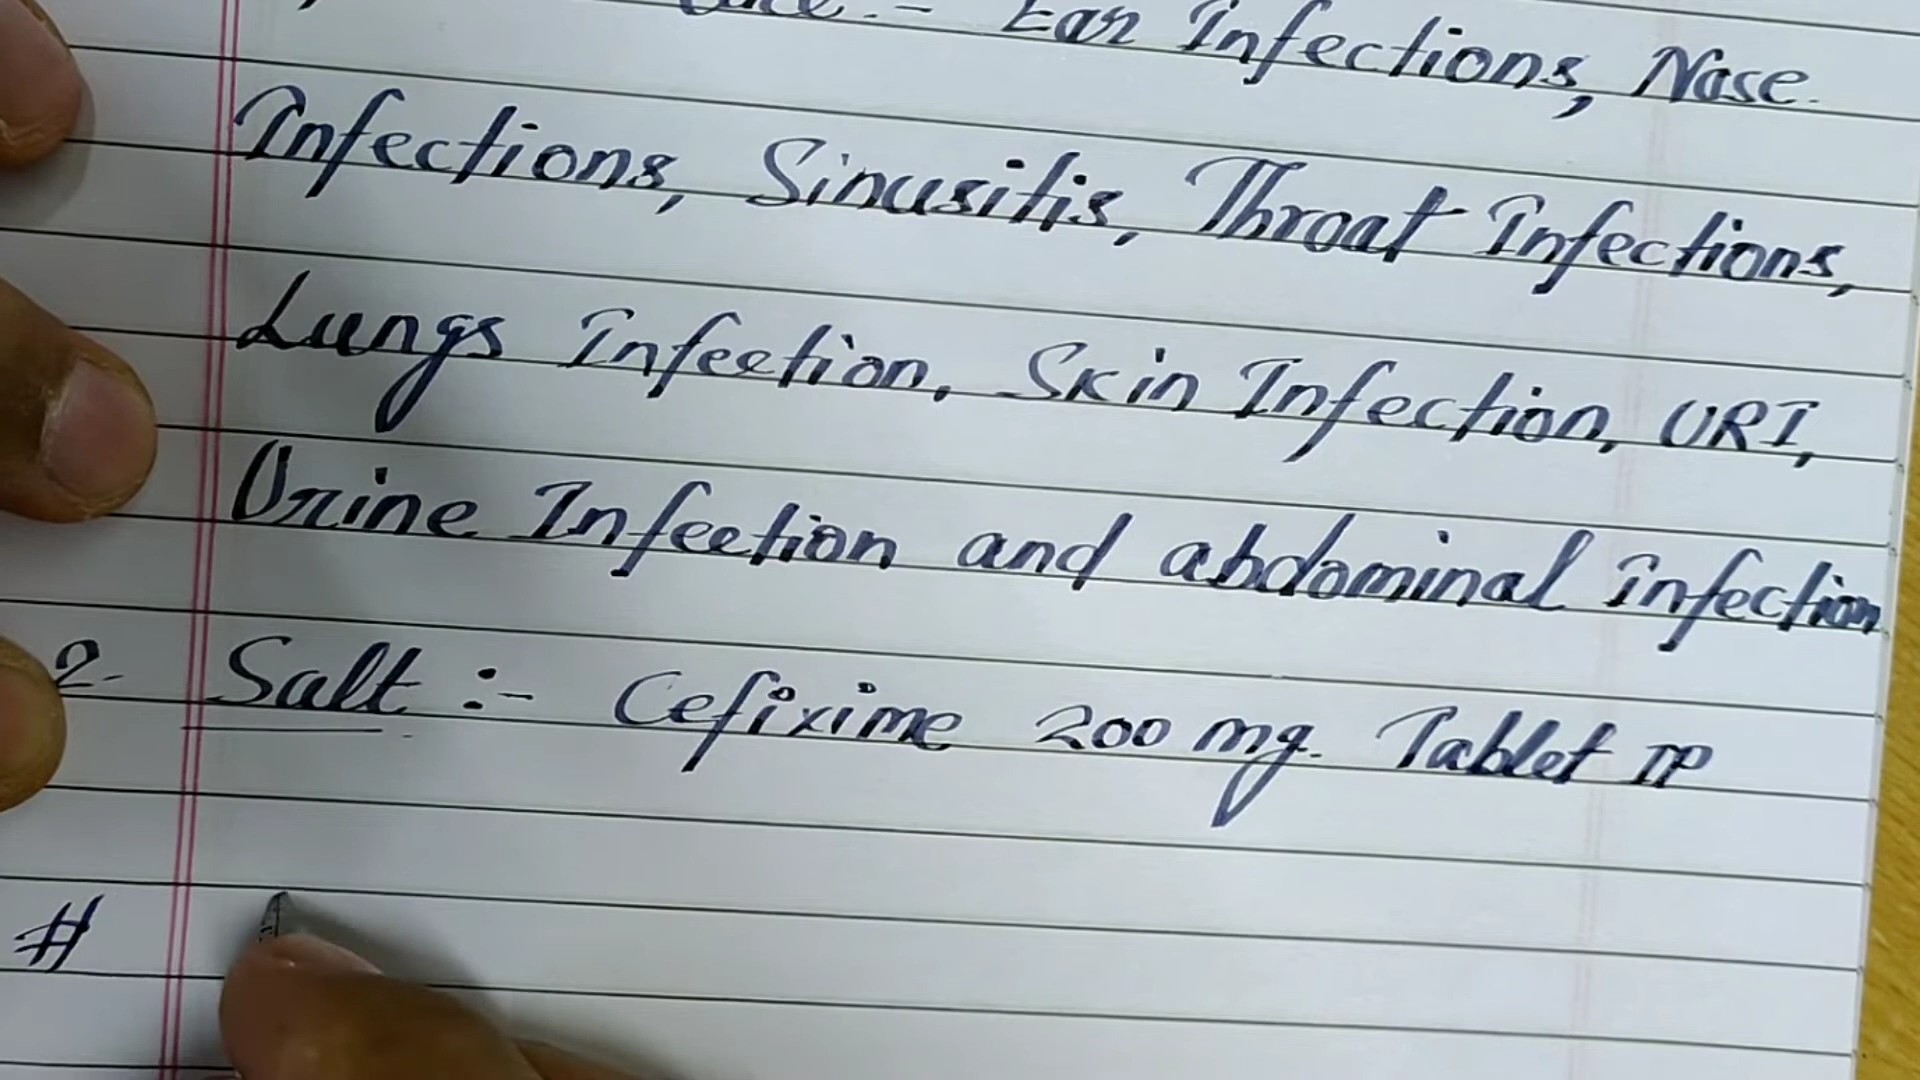 :- Ear Infections, Nose
Infections, Sinusitis, Throat Infections,
Lungs Infection, Skin Infection, URI,
Urine Infection and abdominal infection
2. Salt :- Cefixime 200 mg. Tablet IP
#